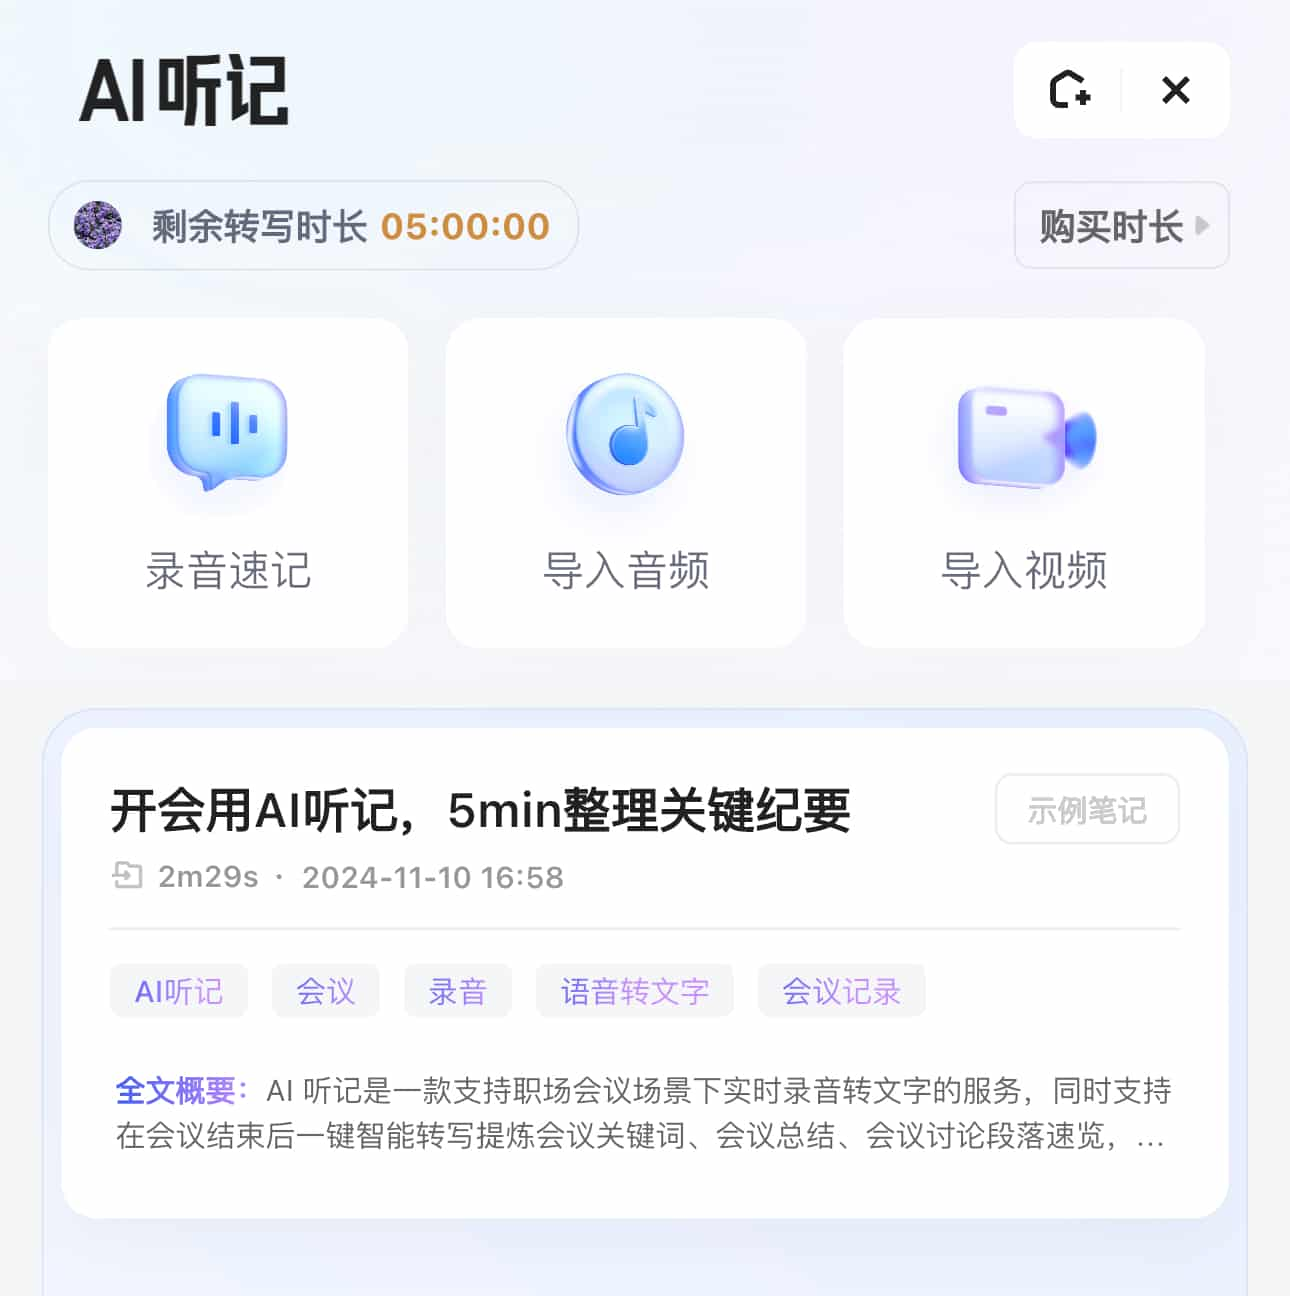 AI听记
剩余转写时长 05:00:00
购买时长
录音速记
导入音频
导入视频
开会用AI听记，5min整理关键纪要
示例笔记
2m29s · 2024-11-10 16:58
AI听记 会议 录音 语音转文字 会议记录
全文概要：AI 听记是一款支持职场会议场景下实时录音转文字的服务，同时支持
在会议结束后一键智能转写提炼会议关键词、会议总结、会议讨论段落速览，...